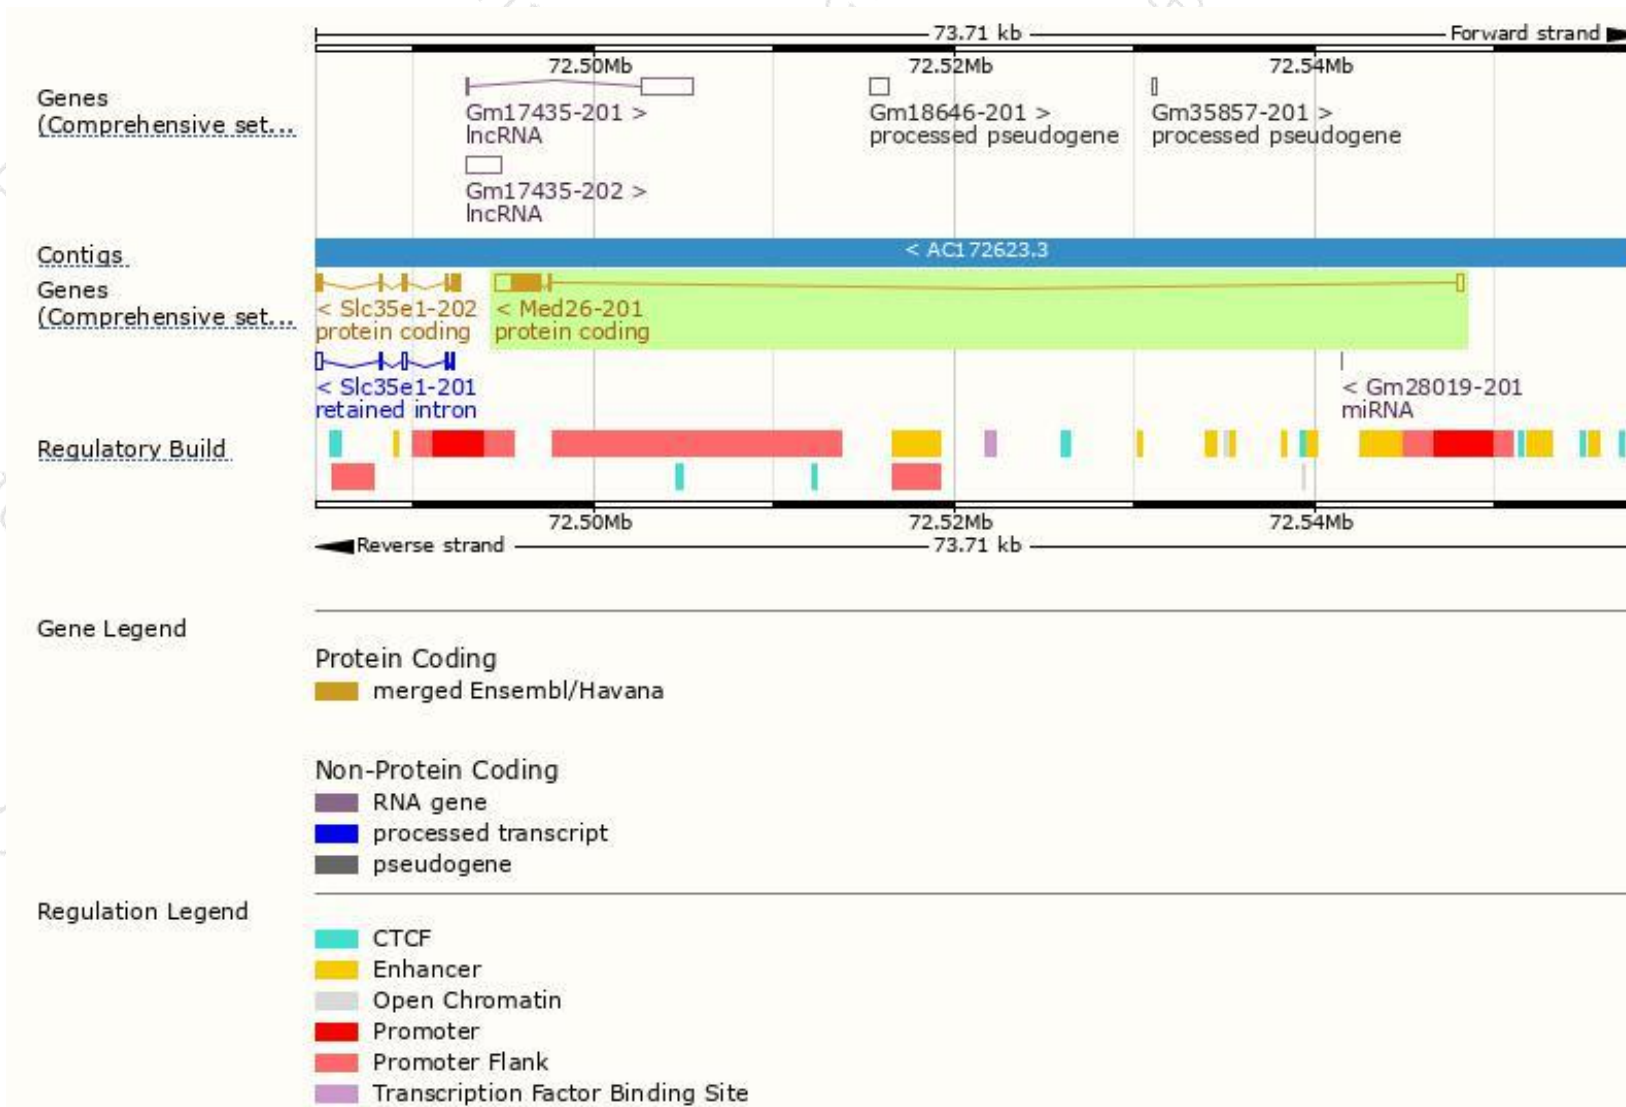 73.71 kb
Forward strand
72.50Mb 72.52Mb 72.54Mb
Genes
(Comprehensive set...
Gm17435-201 >
lncRNA
Gm18646-201 >
processed pseudogene
Gm35857-201 >
processed pseudogene
Gm17435-202 >
lncRNA
Contigs
< AC172623.3
Genes
(Comprehensive set...
< Slc35e1-202
protein coding
< Med26-201
protein coding
< Slc35e1-201
retained intron
< Gm28019-201
miRNA
Regulatory Build
72.50Mb 72.52Mb 72.54Mb
Reverse strand
73.71 kb
Gene Legend
Protein Coding
merged Ensembl/Havana
Non-Protein Coding
RNA gene
processed transcript
pseudogene
Regulation Legend
CTCF
Enhancer
Open Chromatin
Promoter
Promoter Flank
Transcription Factor Binding Site